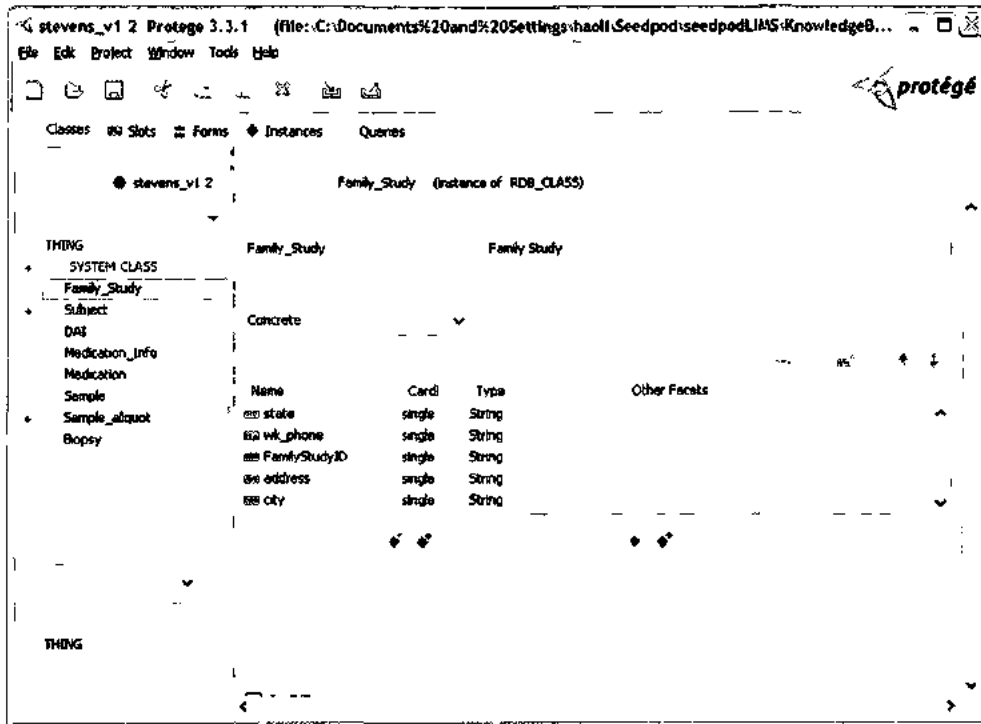 stevens_v1 2 Protege 3.3.1 (file:\C:\Documents%20and%20Settings\haoli\Seedpod\seedpodLIMS\KnowledgeB...
File Edit Project Window Tools Help
protégé
Classes Slots Forms Instances Queries
stevens_v1 2
Family_Study (instance of RDB_CLASS)
THING
SYSTEM CLASS
Family_Study
Subject
DAI
Medication_Info
Medication
Sample
Sample_aliquot
Biopsy
Family_Study Family Study
Concrete
Name Cardi Type Other Facets
state single String
wk_phone single String
FamilyStudyID single String
address single String
city single String
THING